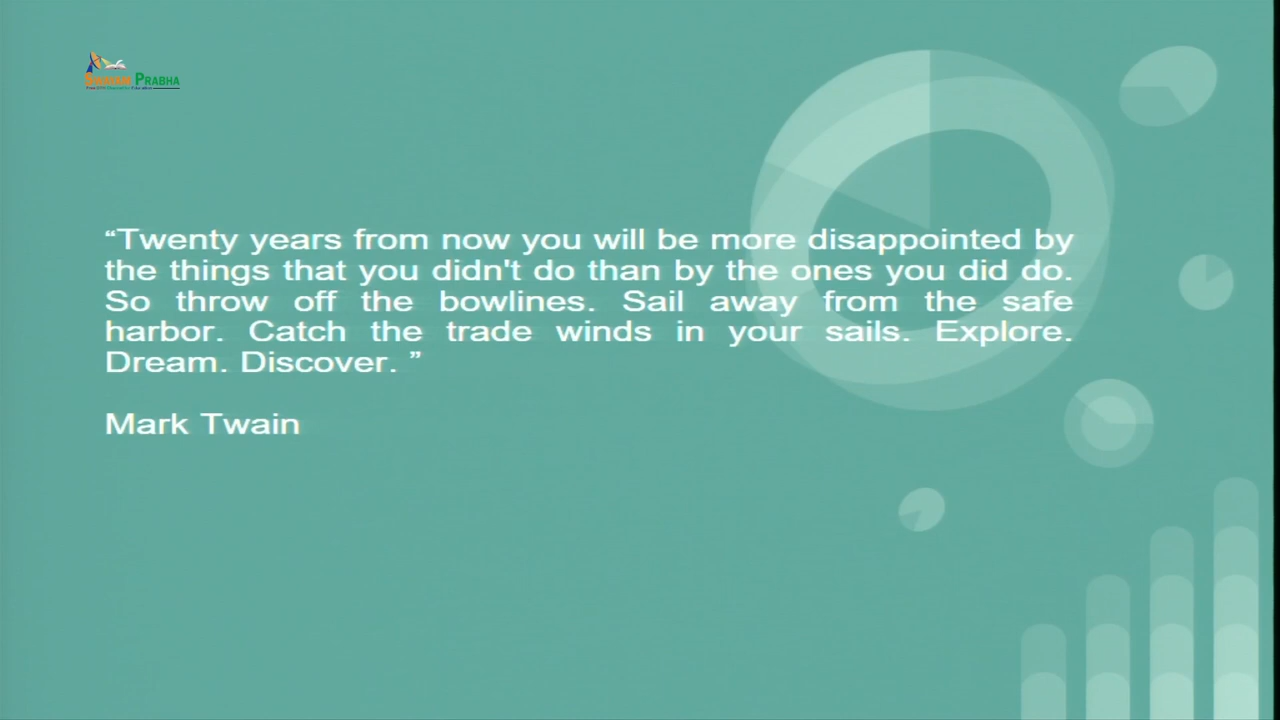 SWAYAM PRABHA
“Twenty years from now you will be more disappointed by
the things that you didn't do than by the ones you did do.
So throw off the bowlines. Sail away from the safe
harbor. Catch the trade winds in your sails. Explore.
Dream. Discover. ”
Mark Twain